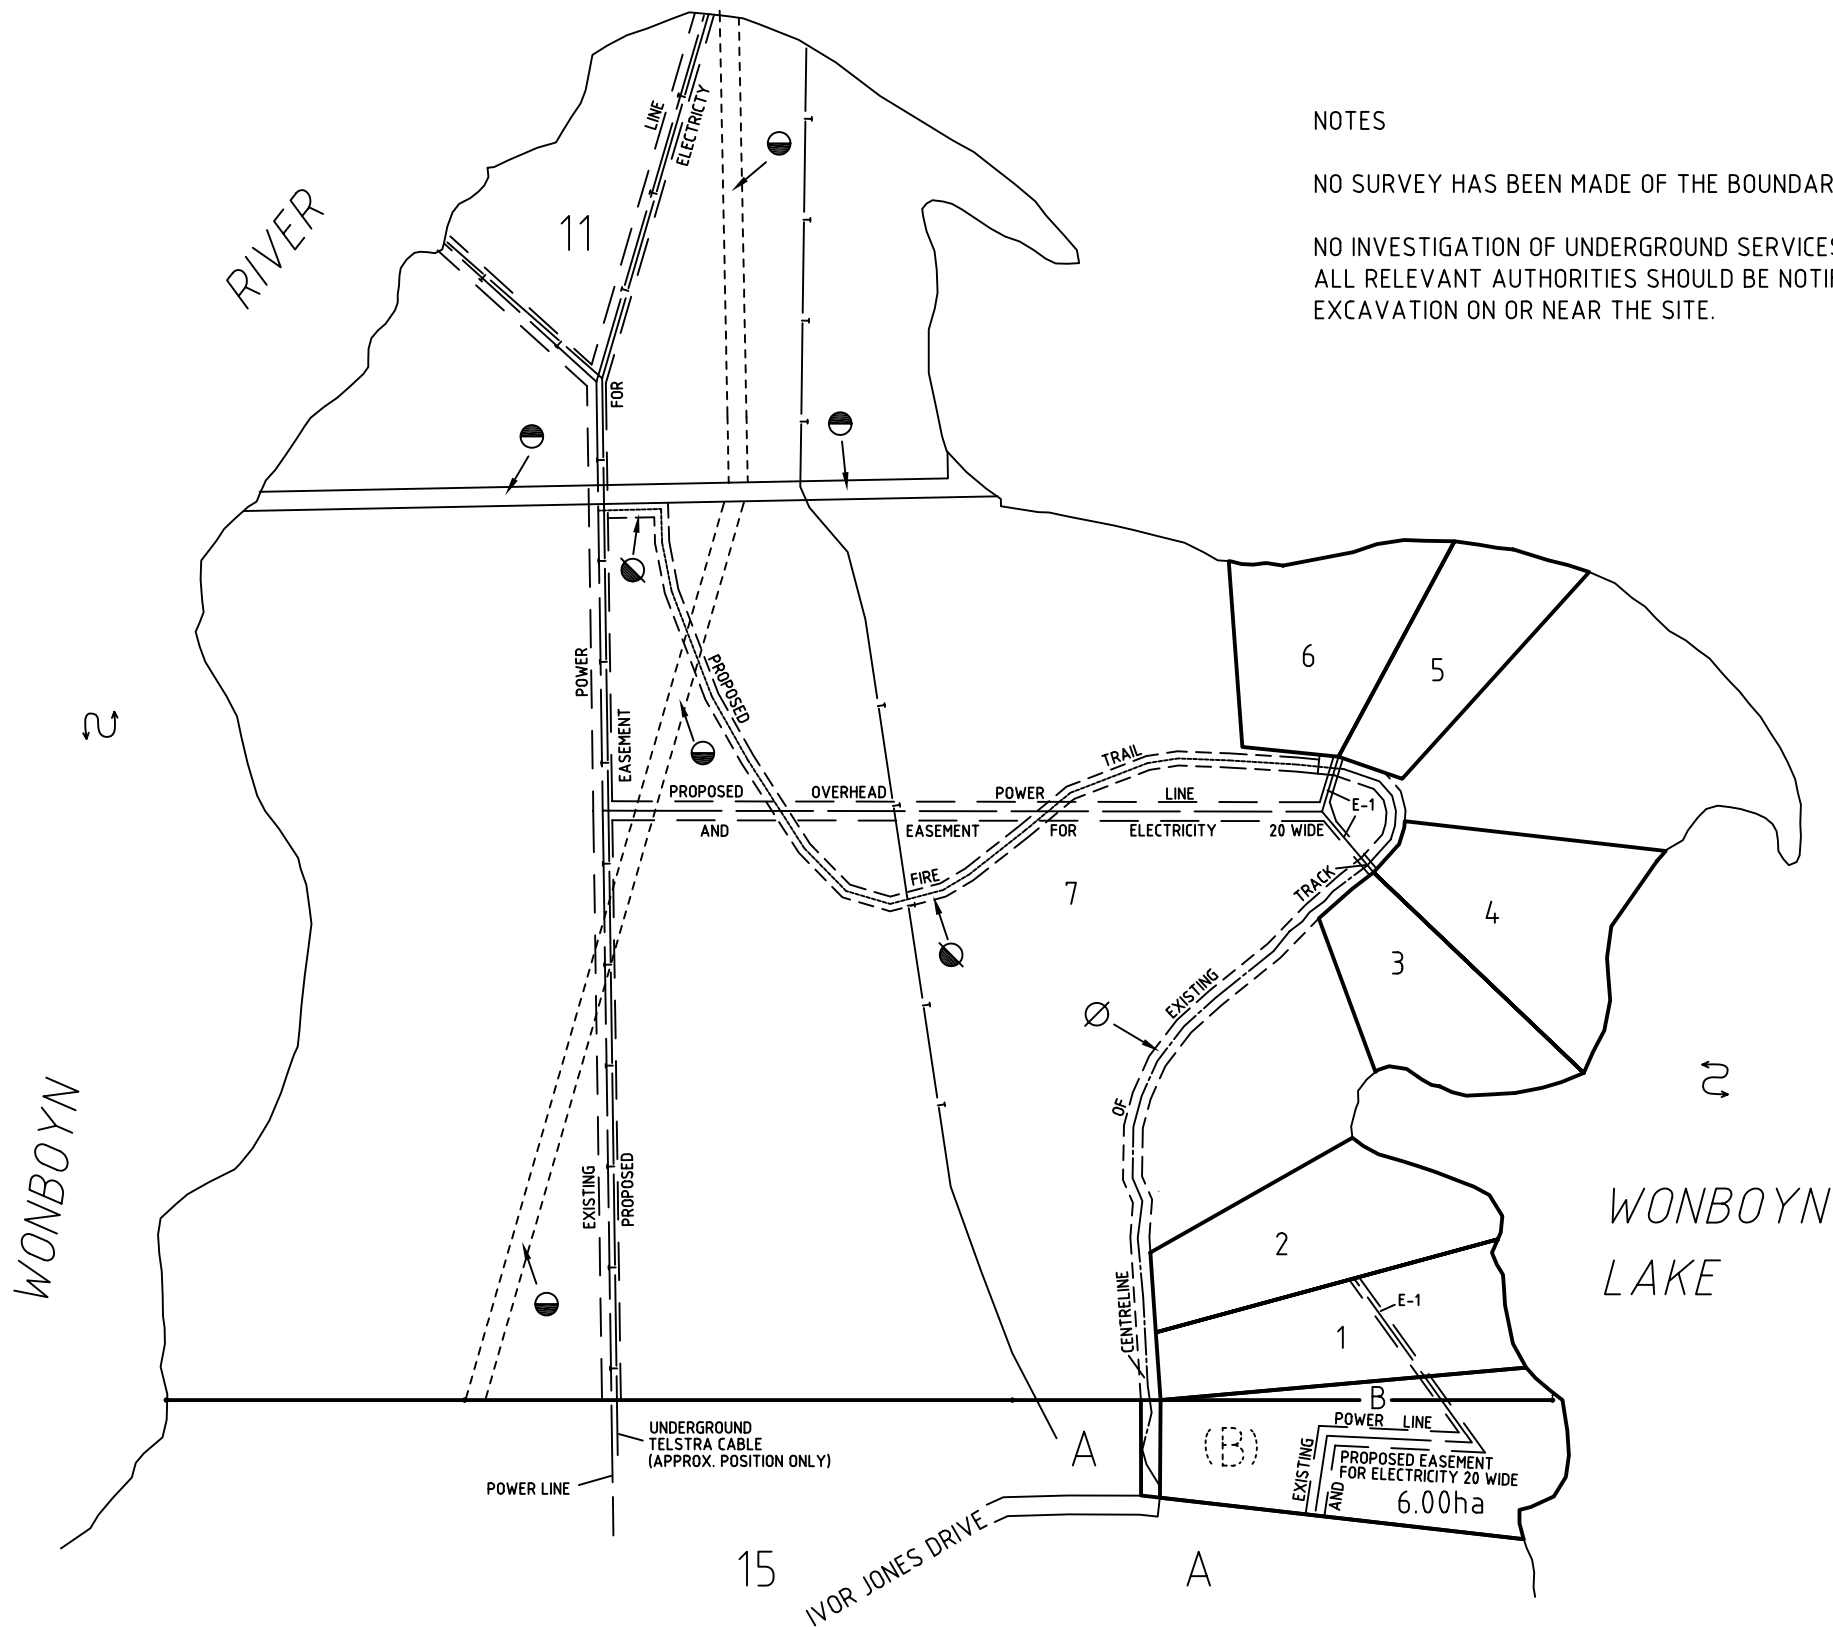 NOTES
NO SURVEY HAS BEEN MADE OF THE BOUNDAR
NO INVESTIGATION OF UNDERGROUND SERVICES
ALL RELEVANT AUTHORITIES SHOULD BE NOTI
EXCAVATION ON OR NEAR THE SITE.
LINE
ELECTRICTY
11
RIVER
FOR
6
5
POWER
EASEMENT
PROPOSED
TRAIL
PROPOSED OVERHEAD POWER LINE
AND EASEMENT FOR ELECTRICITY 20 WIDE
E-1
FIRE
7
TRACK
4
3
EXISTING
OF
WONBOYN
EXISTING
PROPOSED
2
WONBOYN
LAKE
CENTRELINE
E-1
1
B
UNDERGROUND
TELSTRA CABLE
(APPROX. POSITION ONLY)
POWER LINE
A
(B)
POWER LINE
EXISTING
AND
PROPOSED EASEMENT
FOR ELECTRICITY 20 WIDE
6.00ha
IVOR JONES DRIVE
15
A